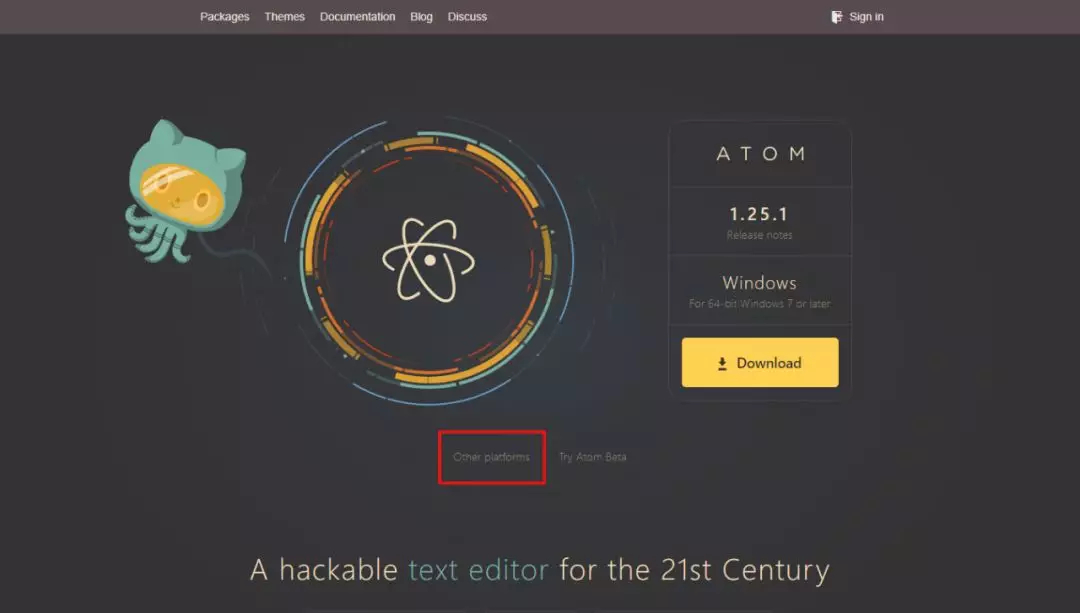 Packages Themes Documentation Blog Discuss Sign in
ATOM
1.25.1
Release notes
Windows
For 64-bit Windows 7 or later
Download
Other platforms Try Atom Beta
A hackable text editor for the 21st Century